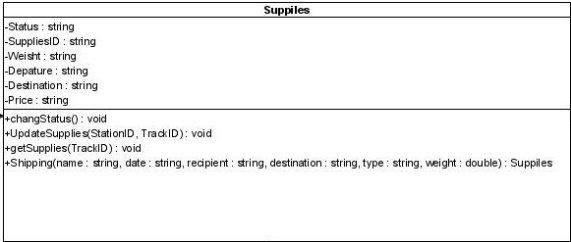 Suppiles
-Status : string
-SuppliesID : string
-Weisht : string
-Depature : string
-Destination : string
-Price : string
+changStatus() : void
+UpdateSupplies(StationID, TrackID) : void
+getSupplies(TrackID) : void
+Shipping(name : string, date : string, recipient : string, destination : string, type : string, weight : double) : Suppiles